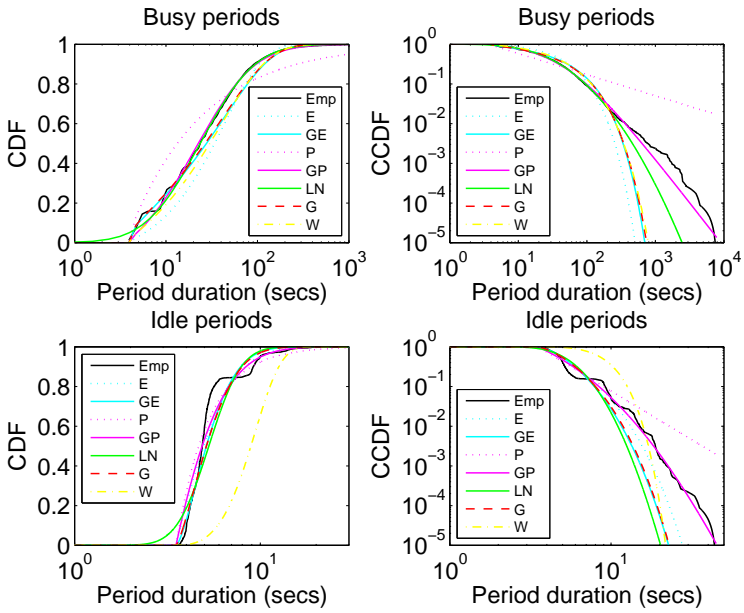 Busy periods
CDF
1
0.8
0.6
0.4
0.2
0
10^0
10^1
10^2
10^3
Period duration (secs)
Emp
E
GE
P
GP
LN
G
W
Busy periods
CCDF
10^0
10^-1
10^-2
10^-3
10^-4
10^-5
10^0
10^1
10^2
10^3
10^4
Period duration (secs)
Emp
E
GE
P
GP
LN
G
W
Idle periods
CDF
1
0.8
0.6
0.4
0.2
0
10^0
10^1
Period duration (secs)
Emp
E
GE
P
GP
LN
G
W
Idle periods
CCDF
10^0
10^-1
10^-2
10^-3
10^-4
10^-5
10^0
10^1
Period duration (secs)
Emp
E
GE
P
GP
LN
G
W